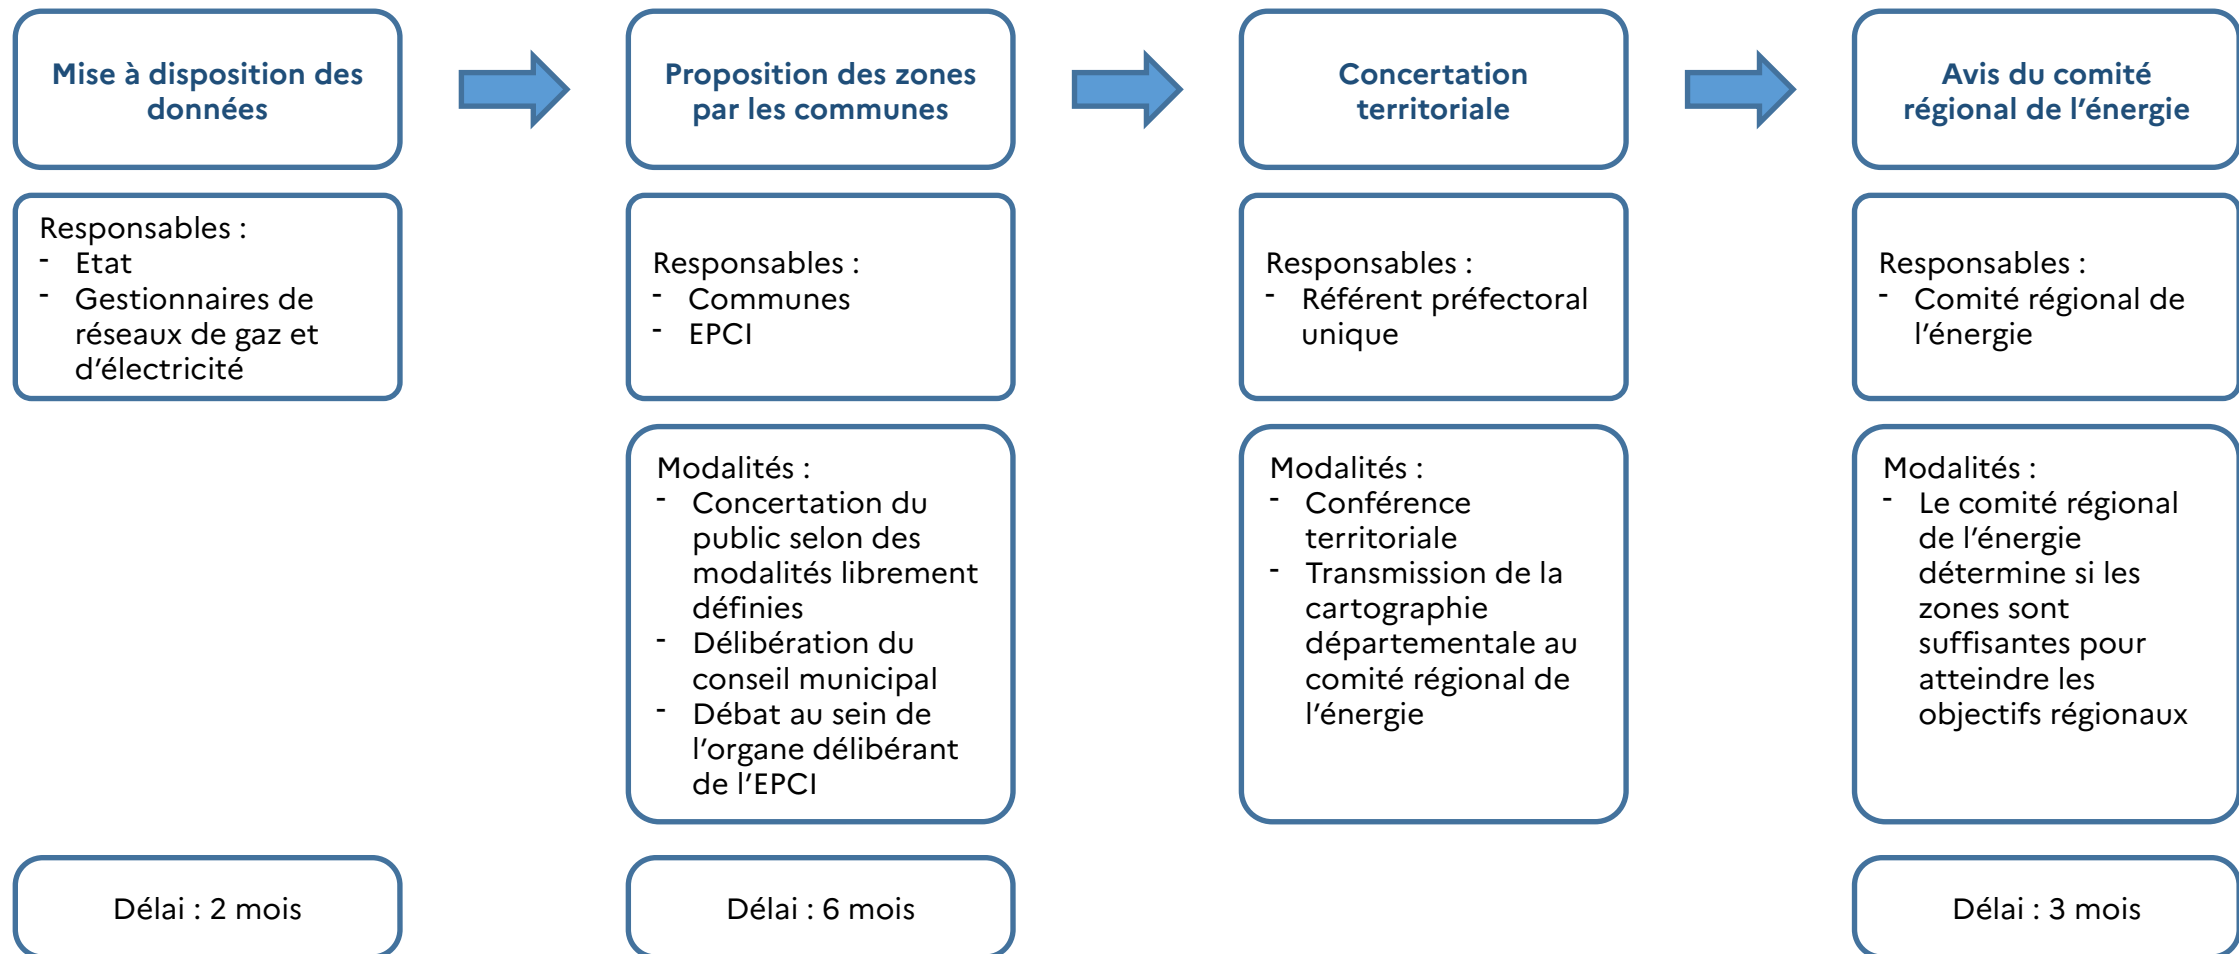 Mise à disposition des
données
Proposition des zones
par les communes
Concertation
territoriale
Avis du comité
régional de l'énergie
Responsables :
- Etat
- Gestionnaires de
réseaux de gaz et
d'électricité
Responsables :
- Communes
- EPCI
Responsables :
- Référent préfectoral
unique
Responsables :
- Comité régional de
l'énergie
Modalités :
- Concertation du
public selon des
modalités librement
définies
- Délibération du
conseil municipal
- Débat au sein de
l'organe délibérant
de l'EPCI
Modalités :
- Conférence
territoriale
- Transmission de la
cartographie
départementale au
comité régional de
l'énergie
Modalités :
- Le comité régional
de l'énergie
détermine si les
zones sont
suffisantes pour
atteindre les
objectifs régionaux
Délai : 2 mois
Délai : 6 mois
Délai : 3 mois